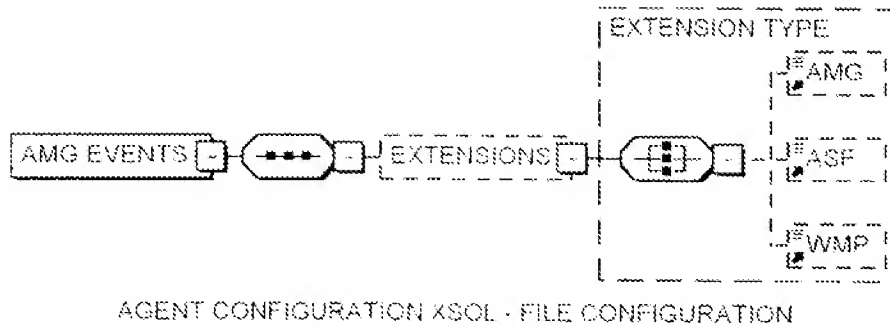 EXTENSION TYPE
AMG
AMG EVENTS
EXTENSIONS
ASF
WMP
AGENT CONFIGURATION XSOL - FILE CONFIGURATION